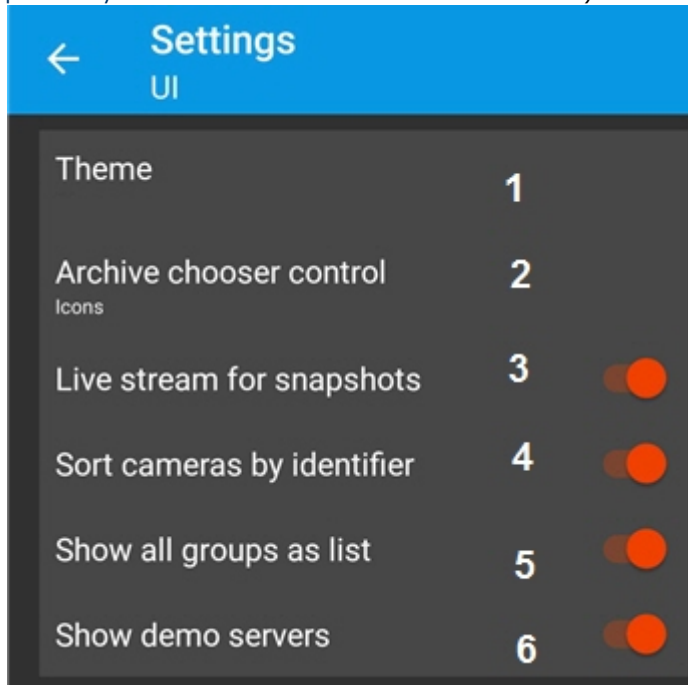 Settings
UI
Theme 1
Archive chooser control 2
Icons
Live stream for snapshots 3
Sort cameras by identifier 4
Show all groups as list 5
Show demo servers 6